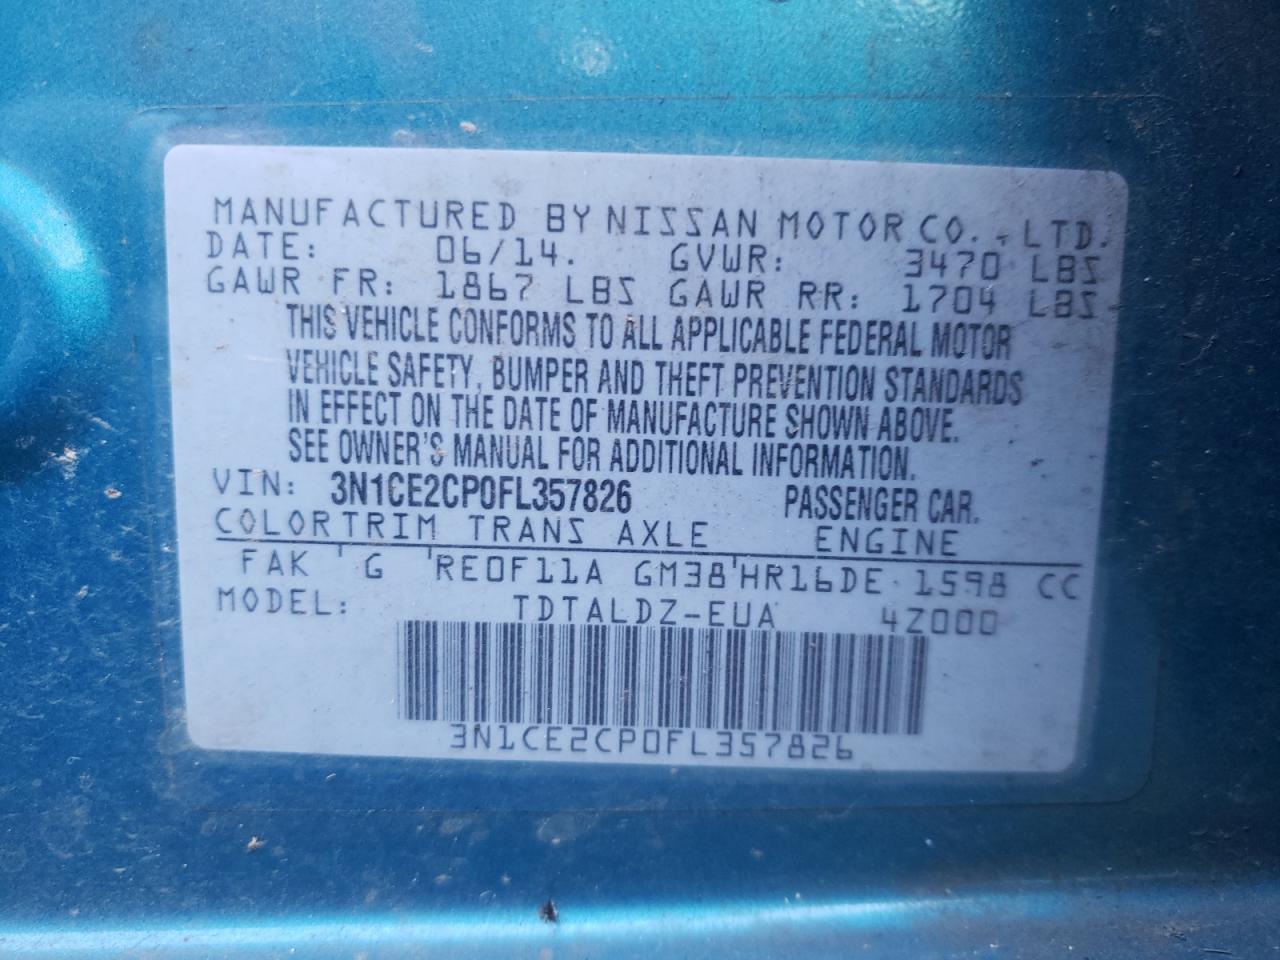 MANUFACTURED BY NISSAN MOTOR CO., LTD.
DATE: 06/14. GVWR: 3470 LBS
GAWR FR: 1867 LBS GAWR RR: 1704 LBS
THIS VEHICLE CONFORMS TO ALL APPLICABLE FEDERAL MOTOR
VEHICLE SAFETY, BUMPER AND THEFT PREVENTION STANDARDS
IN EFFECT ON THE DATE OF MANUFACTURE SHOWN ABOVE.
SEE OWNER'S MANUAL FOR ADDITIONAL INFORMATION.
VIN: 3N1CE2CP0FL357826 PASSENGER CAR.
COLOR TRIM TRANS AXLE ENGINE
FAK ' G 'RE0F11A GM38'HR16DE 1598 CC
MODEL: TDTALDZ-EUA 4Z000
3N1CE2CP0FL357826